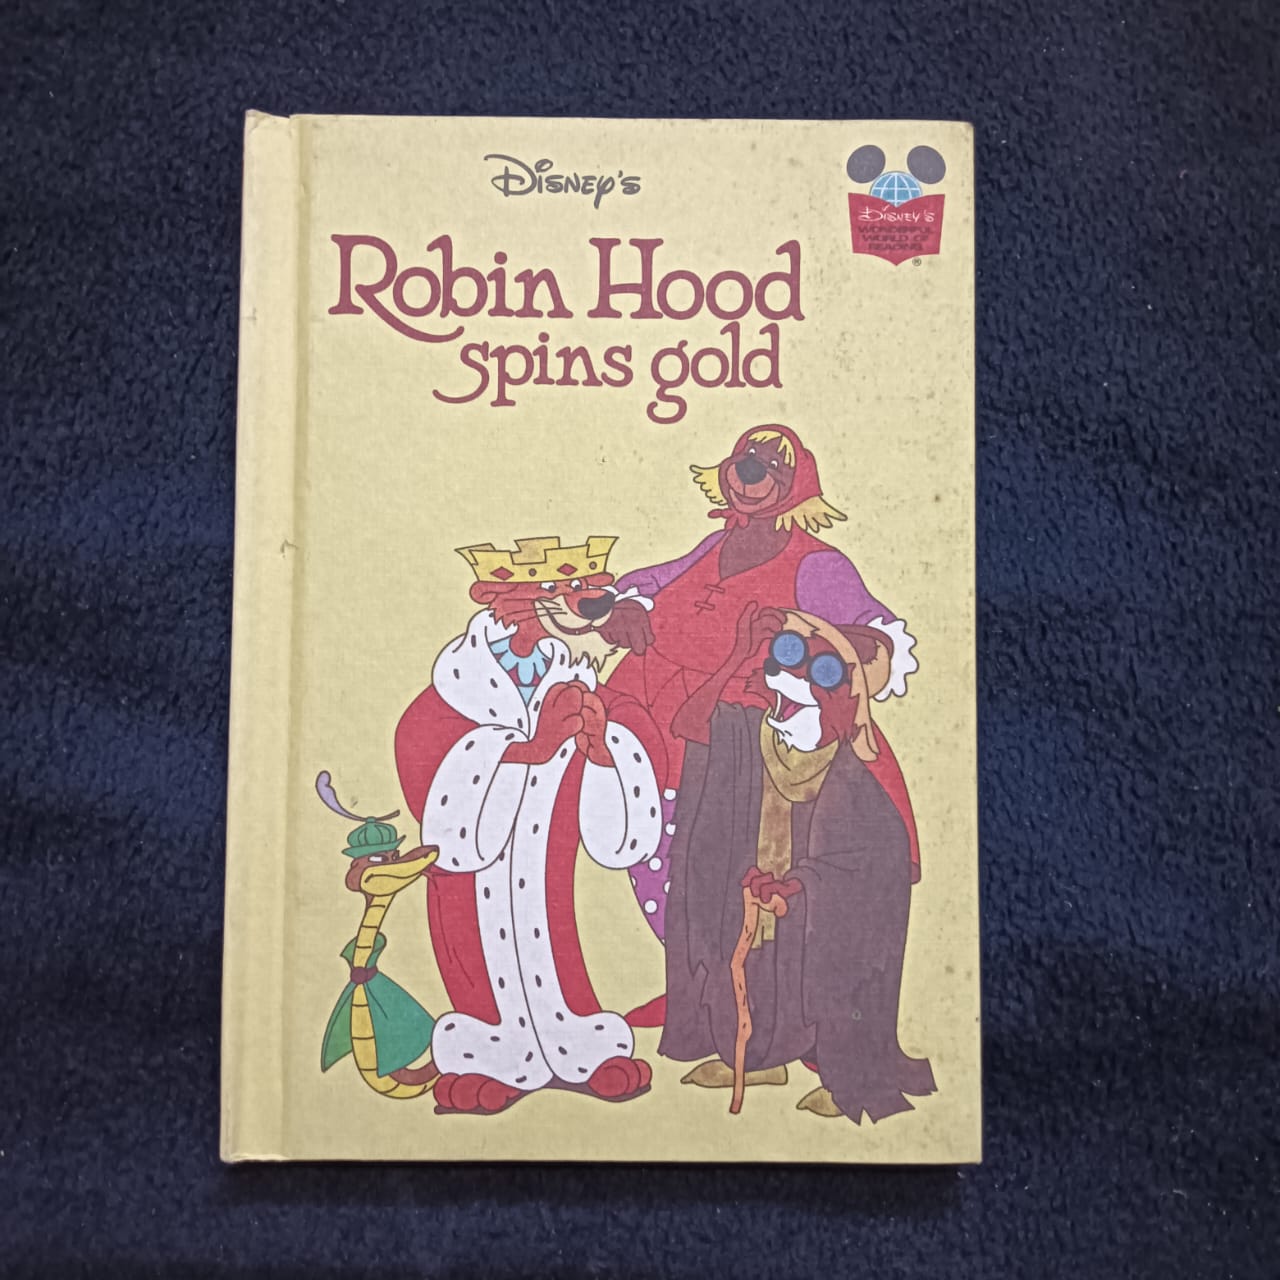 Disney's
Robin Hood
spins gold
Disney's
WONDERFUL
WORLD OF
READING
®